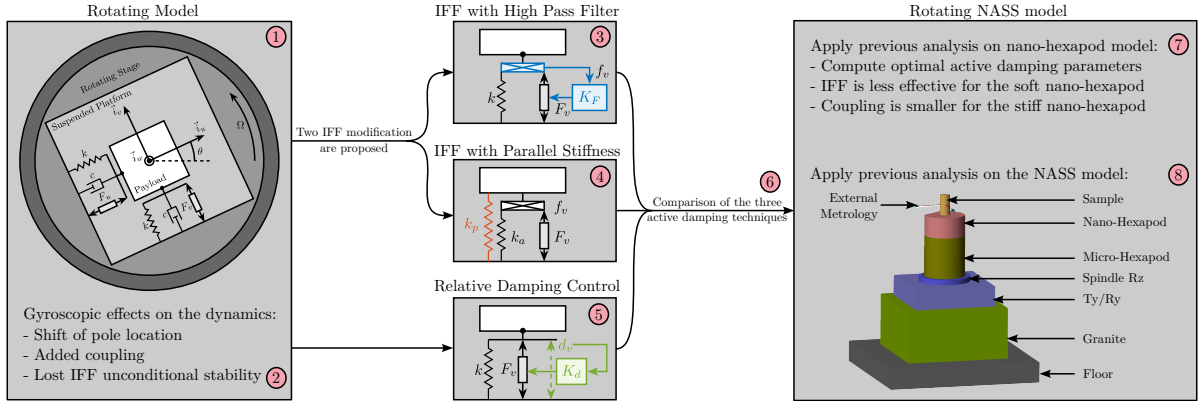 Rotating Model
1
Rotating Stage
Suspended Platform
Payload
i_v
i_u
i_w
θ
Ω
k
c
F_u
k
c
F_v
Gyroscopic effects on the dynamics:
- Shift of pole location
- Added coupling
- Lost IFF unconditional stability
2
Two IFF modification
are proposed
IFF with High Pass Filter
3
f_v
k
F_v
K_F
IFF with Parallel Stiffness
4
f_v
k_p
k_a
F_v
Relative Damping Control
5
d_v
k
F_v
K_d
6
Comparison of the three
active damping techniques
Rotating NASS model
7
Apply previous analysis on nano-hexapod model:
- Compute optimal active damping parameters
- IFF is less effective for the soft nano-hexapod
- Coupling is smaller for the stiff nano-hexapod
8
Apply previous analysis on the NASS model:
External
Metrology
Sample
Nano-Hexapod
Micro-Hexapod
Spindle Rz
Ty/Ry
Granite
Floor